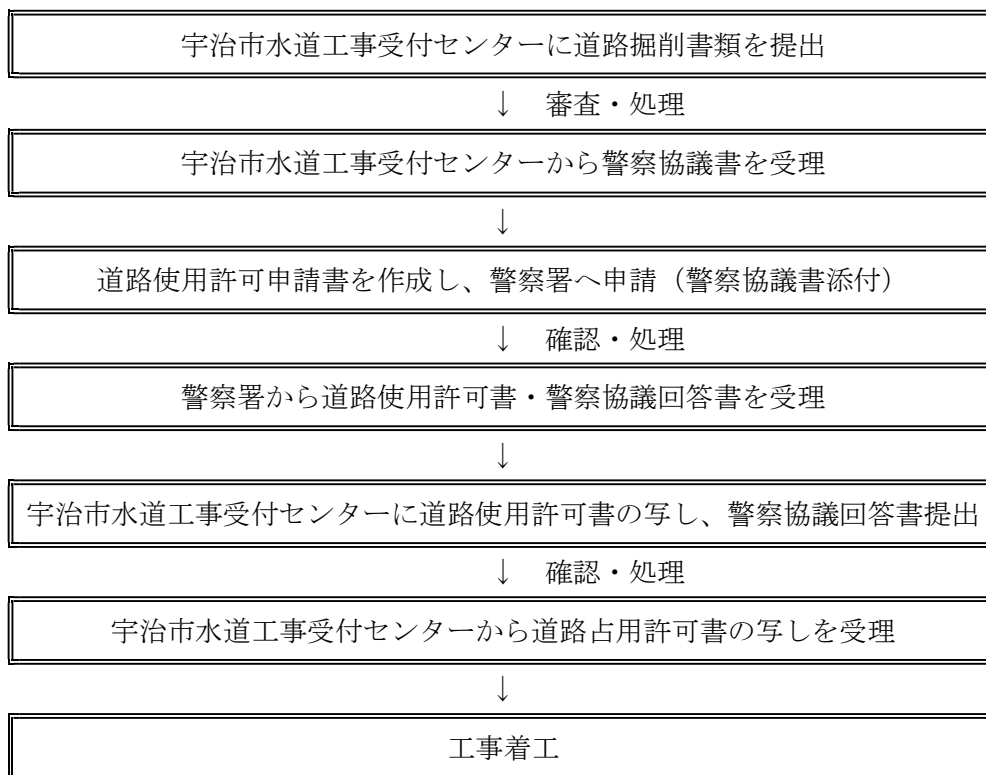 宇治市水道工事受付センターに道路掘削書類を提出
↓ 審査・処理
宇治市水道工事受付センターから警察協議書を受理
↓
道路使用許可申請書を作成し、警察署へ申請（警察協議書添付）
↓ 確認・処理
警察署から道路使用許可書・警察協議回答書を受理
↓
宇治市水道工事受付センターに道路使用許可書の写し、警察協議回答書提出
↓ 確認・処理
宇治市水道工事受付センターから道路占用許可書の写しを受理
↓
工事着工